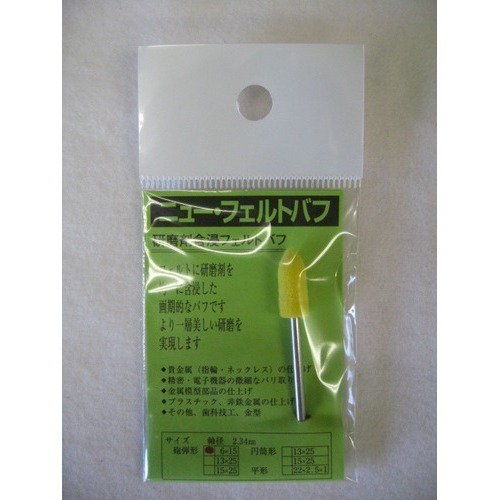 ニュー・フェルトバフ
研磨剤含浸フェルトバフ
フェルトに研磨剤を
に含浸した
画期的なバフです
より一層美しい研磨を
実現します
◆貴金属(指輪・ネックレス)の仕上げ
◆精密・電子機器の微細なバリ取り
◆金属模型部品の仕上げ
◆プラスチック、非鉄金属の仕上げ
◆その他、歯科技工、金型
サイズ 軸径 2.34mm
砲弾形 6×15 円筒形 13×25
13×25 15×25
15×25 平形 22×2.5×1